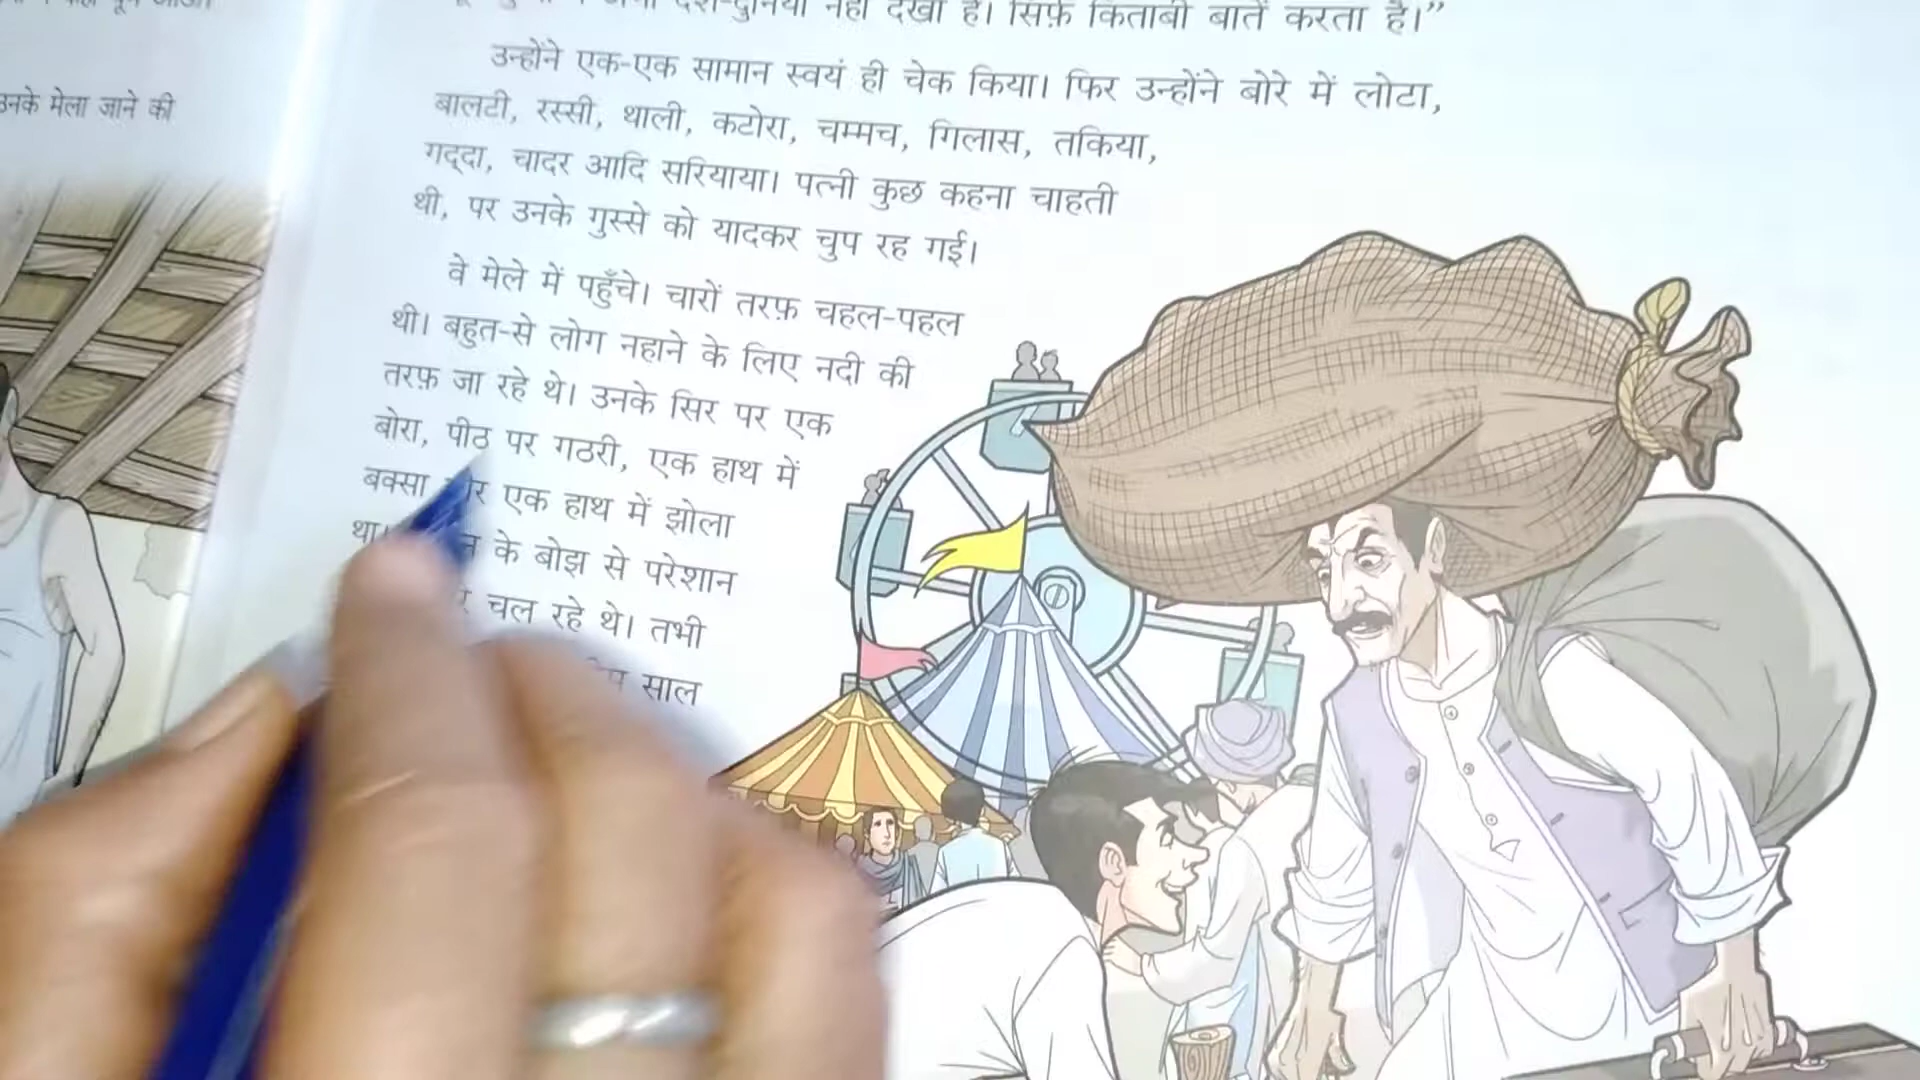 उनके मेला जाने की
देश-दुनिया नहीं देखी है। सिर्फ़ किताबी बातें करता है।”
उन्होंने एक-एक सामान स्वयं ही चेक किया। फिर उन्होंने बोरे में लोटा,
बालटी, रस्सी, थाली, कटोरा, चम्मच, गिलास, तकिया,
गद्‌दा, चादर आदि सरियाया। पत्नी कुछ कहना चाहती
थी, पर उनके गुस्से को यादकर चुप रह गई।
वे मेले में पहुँचे। चारों तरफ़ चहल-पहल
थी। बहुत-से लोग नहाने के लिए नदी की
तरफ़ जा रहे थे। उनके सिर पर एक
बोरा, पीठ पर गठरी, एक हाथ में
बक्सा एक हाथ में झोला
था। के बोझ से परेशान
चल रहे थे। तभी
साल